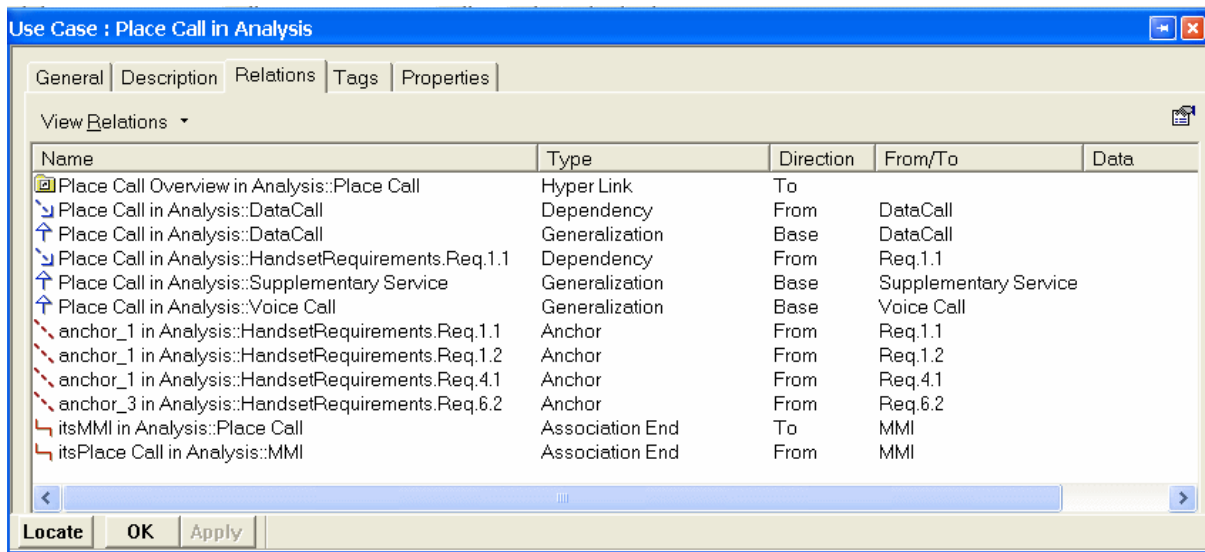 Use Case : Place Call in Analysis
General Description Relations Tags Properties
View Relations
Name Type Direction From/To Data
Place Call Overview in Analysis::Place Call Hyper Link To
Place Call in Analysis::DataCall Dependency From DataCall
Place Call in Analysis::DataCall Generalization Base DataCall
Place Call in Analysis::HandsetRequirements.Req.1.1 Dependency From Req.1.1
Place Call in Analysis::Supplementary Service Generalization Base Supplementary Service
Place Call in Analysis::Voice Call Generalization Base Voice Call
anchor_1 in Analysis::HandsetRequirements.Req.1.1 Anchor From Req.1.1
anchor_1 in Analysis::HandsetRequirements.Req.1.2 Anchor From Req.1.2
anchor_1 in Analysis::HandsetRequirements.Req.4.1 Anchor From Req.4.1
anchor_3 in Analysis::HandsetRequirements.Req.6.2 Anchor From Req.6.2
itsMMI in Analysis::Place Call Association End To MMI
itsPlace Call in Analysis::MMI Association End From MMI
Locate OK Apply